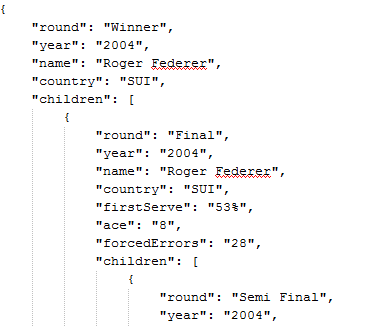 {
"round": "Winner",
"year": "2004",
"name": "Roger Federer",
"country": "SUI",
"children": [
{
"round": "Final",
"year": "2004",
"name": "Roger Federer",
"country": "SUI",
"firstServe": "53%",
"ace": "8",
"forcedErrors": "28",
"children": [
{
"round": "Semi Final",
"year": "2004",